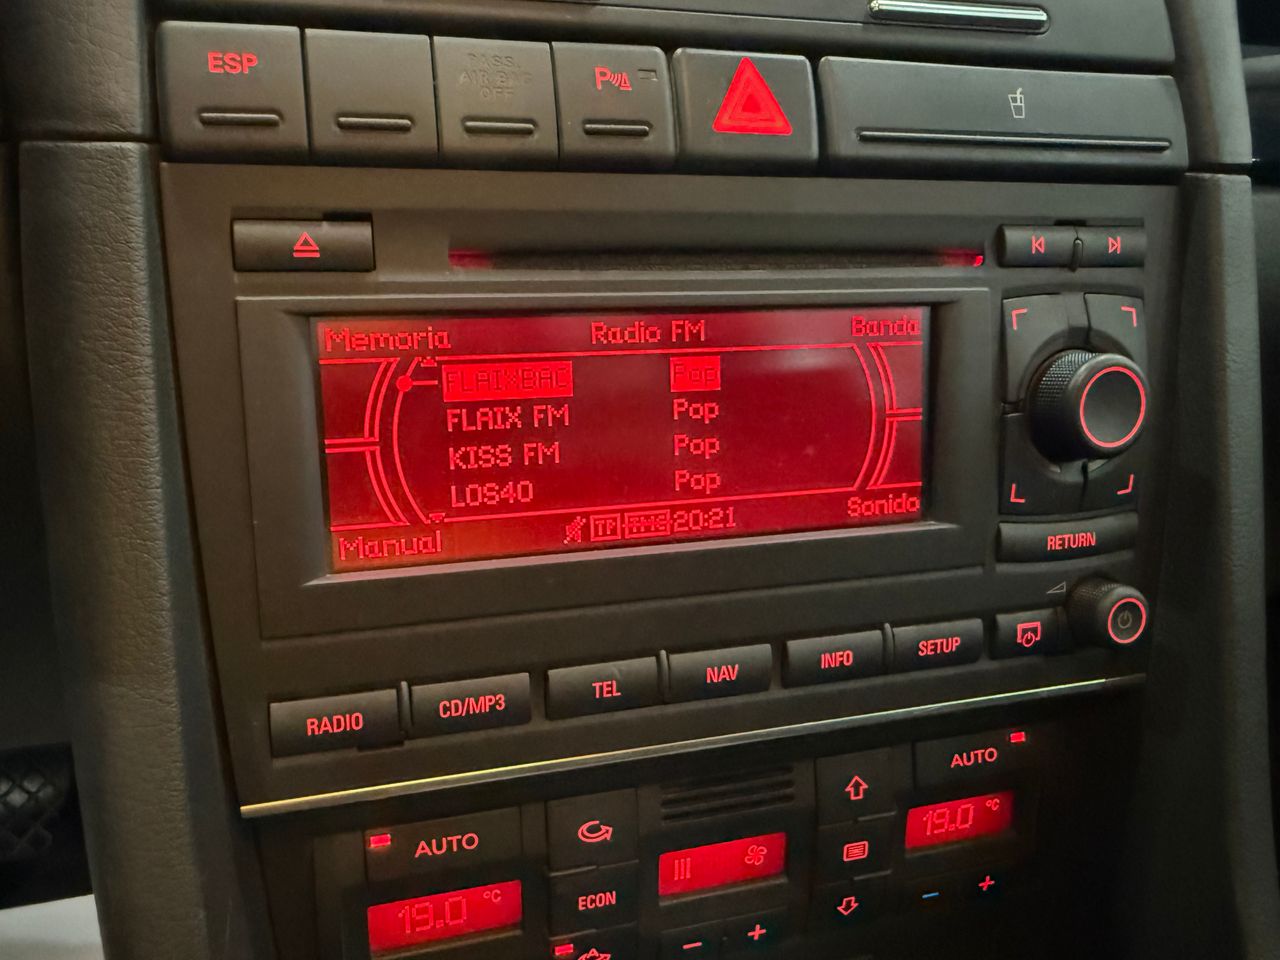 ESP
PASS.
AIR BAG
OFF
P
Memoria
Radio FM
Banda
FLAIXBAC Pop
FLAIX FM Pop
KISS FM Pop
LOS40 Pop
Manual
TP TMC 20:21
Sonido
RETURN
RADIO
CD/MP3
TEL
NAV
INFO
SETUP
AUTO
19.0 °C
ECON
AUTO
19.0 °C